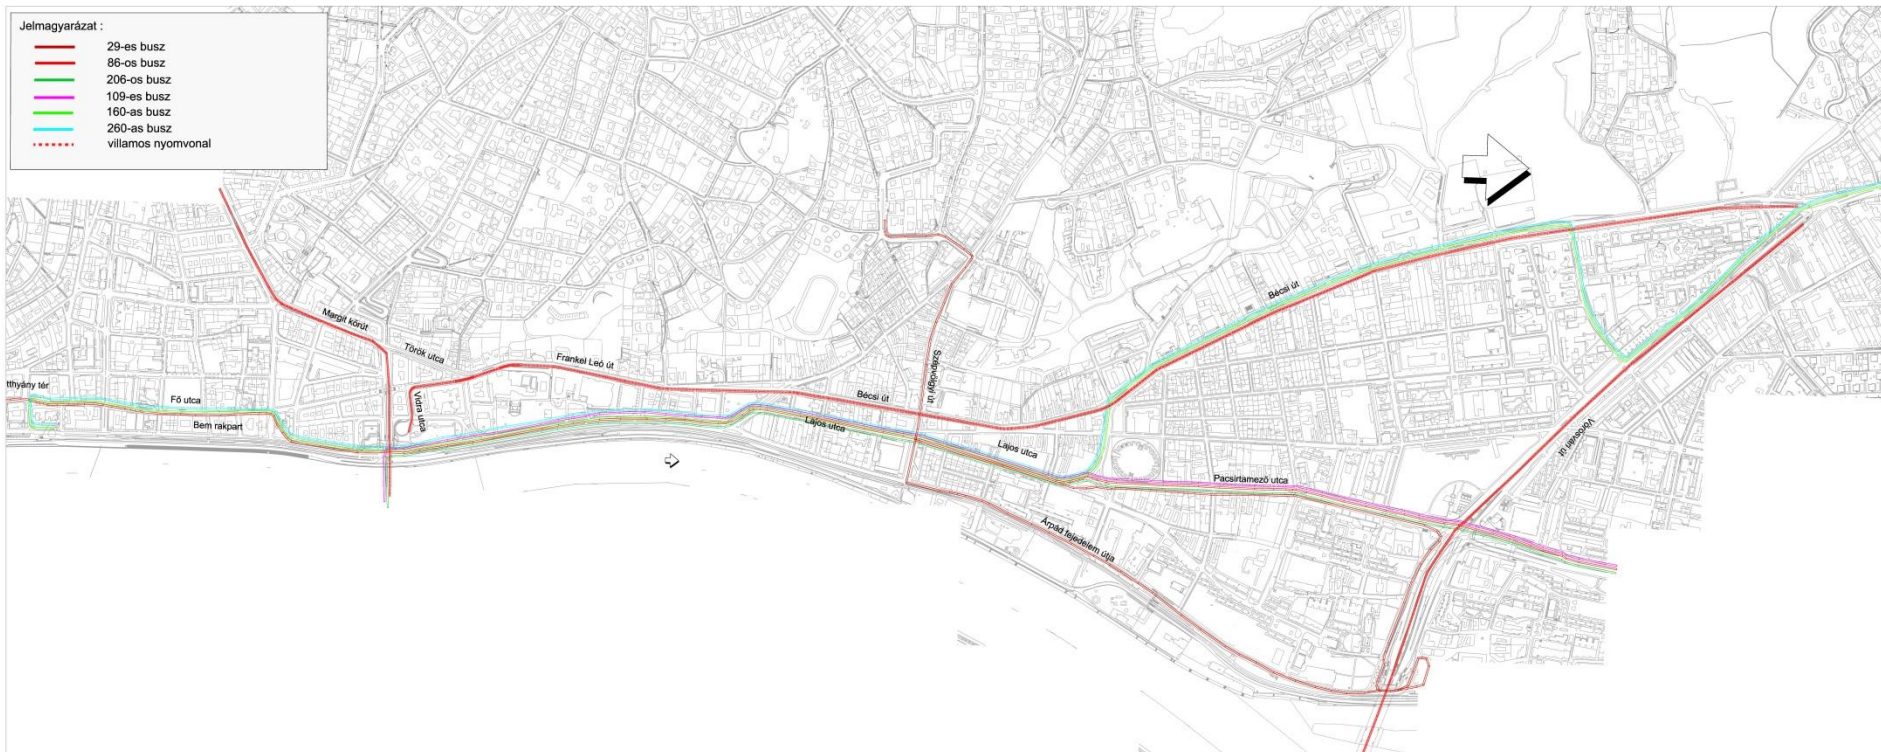 Jelmagyarázat :
29-es busz
86-os busz
206-os busz
109-es busz
160-as busz
260-as busz
villamos nyomvonal
Margit körút
Török utca
Frankel Leó út
Bécsi út
tthyány tér
Fő utca
Bem rakpart
Vidra utca
Bécsi út
Szépvölgyi út
Lajos utca
Lajos utca
Pacsirtamező utca
Vörösvári út
Árpád fejedelem útja